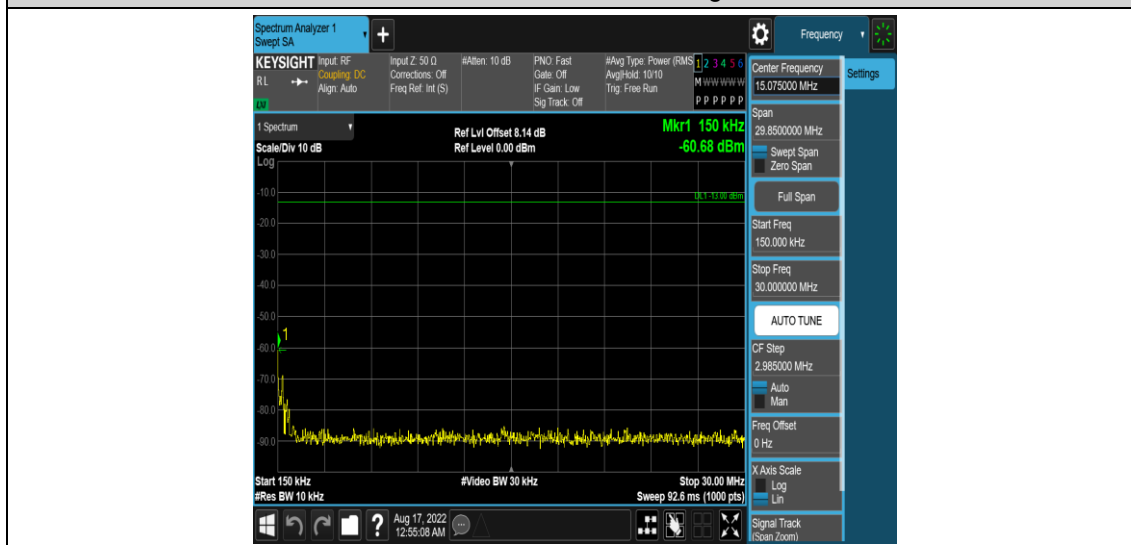 Spectrum Analyzer 1
Swept SA
+
Frequency
KEYSIGHT
RL
LXI
Input: RF
Coupling: DC
Align: Auto
Input Z: 50 Ω
Corrections: Off
Freq Ref: Int (S)
#Atten: 10 dB
PNO: Fast
Gate: Off
IF Gain: Low
Sig Track: Off
#Avg Type: Power (RMS
Avg|Hold: 10/10
Trig: Free Run
1 2 3 4 5 6
M W W W W W
P P P P P P
1 Spectrum
Scale/Div 10 dB
Log
Ref Lvl Offset 8.14 dB
Ref Level 0.00 dBm
Mkr1 150 kHz
-60.68 dBm
DL1 -13.00 dBm
-10.0
-20.0
-30.0
-40.0
-50.0
1
-60.0
-70.0
-80.0
-90.0
Start 150 kHz
#Res BW 10 kHz
#Video BW 30 kHz
Stop 30.00 MHz
Sweep 92.6 ms (1000 pts)
Center Frequency
15.075000 MHz
Settings
Span
29.8500000 MHz
Swept Span
Zero Span
Full Span
Start Freq
150.000 kHz
Stop Freq
30.000000 MHz
AUTO TUNE
CF Step
2.985000 MHz
Auto
Man
Freq Offset
0 Hz
X Axis Scale
Log
Lin
Signal Track
(Span Zoom)
?
Aug 17, 2022
12:55:08 AM